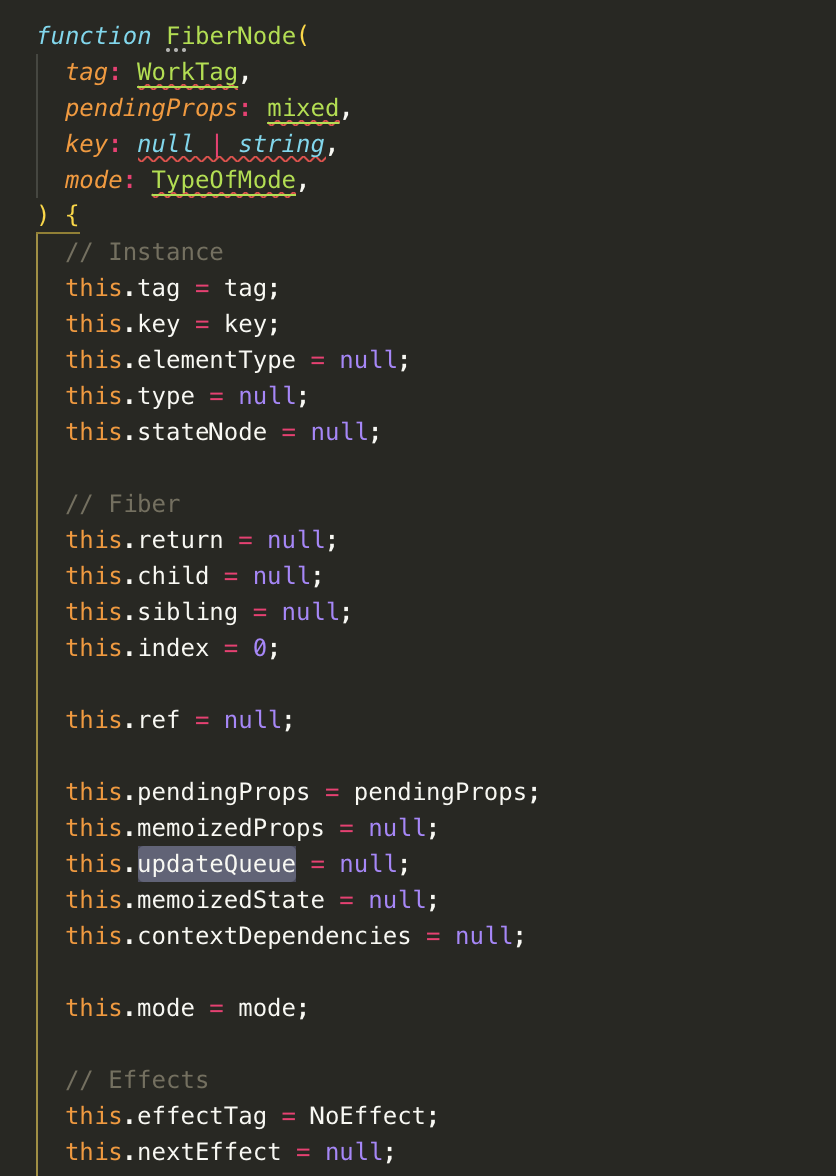 function FiberNode(
tag: WorkTag,
pendingProps: mixed,
key: null | string,
mode: TypeOfMode,
) {
// Instance
this.tag = tag;
this.key = key;
this.elementType = null;
this.type = null;
this.stateNode = null;
// Fiber
this.return = null;
this.child = null;
this.sibling = null;
this.index = 0;
this.ref = null;
this.pendingProps = pendingProps;
this.memoizedProps = null;
this.updateQueue = null;
this.memoizedState = null;
this.contextDependencies = null;
this.mode = mode;
// Effects
this.effectTag = NoEffect;
this.nextEffect = null;